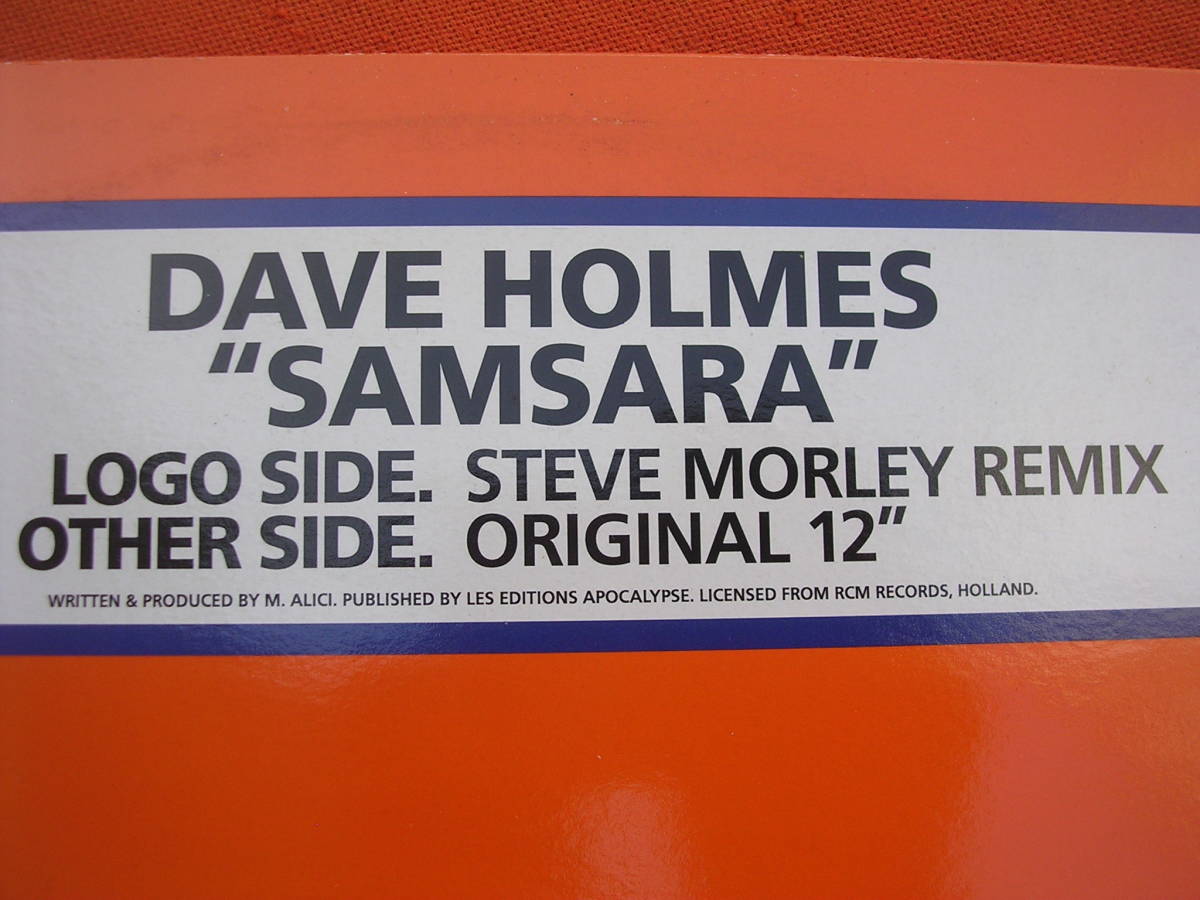 DAVE HOLMES
“SAMSARA”
LOGO SIDE. STEVE MORLEY REMIX
OTHER SIDE. ORIGINAL 12”
WRITTEN & PRODUCED BY M. ALICI. PUBLISHED BY LES EDITIONS APOCALYPSE. LICENSED FROM RCM RECORDS, HOLLAND.